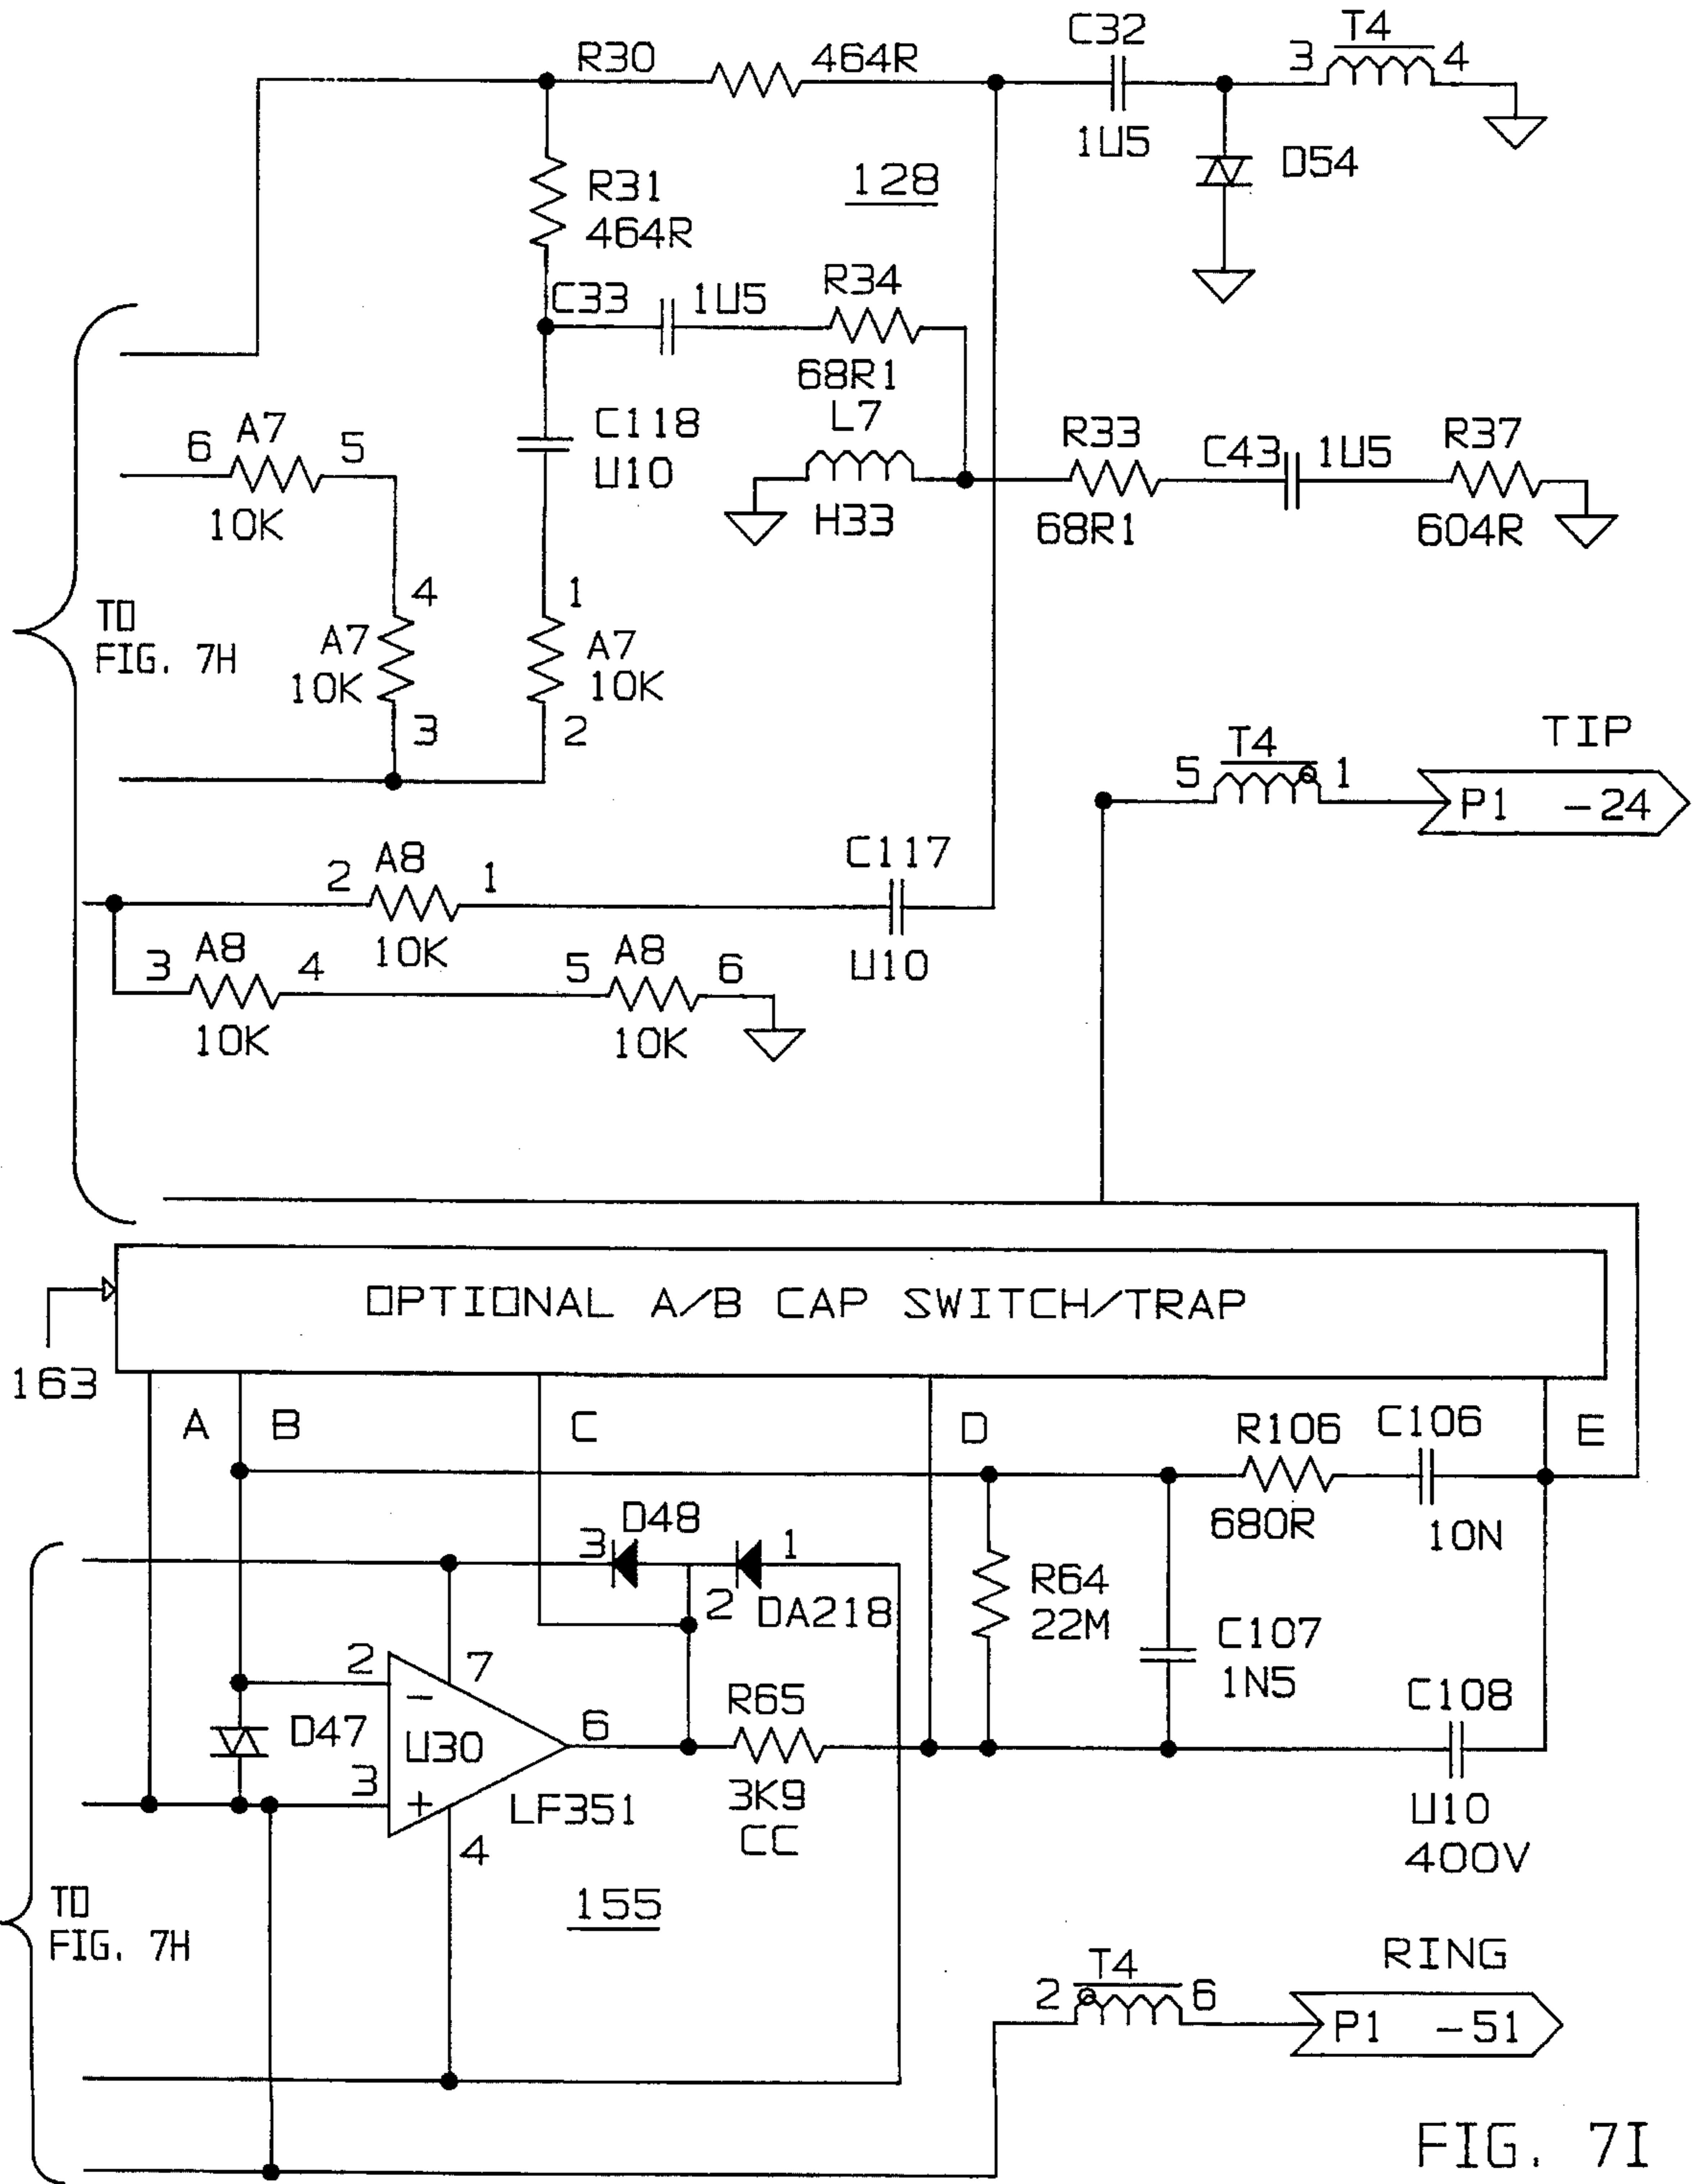 C32
T4
R30
464R
3
4
1U5
D54
R31
464R
128
C33
1U5
R34
68R1
A7
6
5
10K
C118
U10
L7
H33
R33
68R1
C43
1U5
R37
604R
TO
FIG. 7H
4
A7
10K
3
1
A7
10K
2
TIP
T4
5
1
P1 -24
2
A8
1
10K
C117
U10
3
A8
4
10K
5
A8
6
10K
OPTIONAL A/B CAP SWITCH/TRAP
163
A
B
C
D
E
R106
680R
C106
10N
D48
3
1
2
DA218
R64
22M
C107
1N5
2
7
-
D47
U30
6
R65
3K9
CC
C108
U10
400V
3
+
LF351
4
155
TO
FIG. 7H
RING
T4
2
6
P1 -51
FIG. 7I